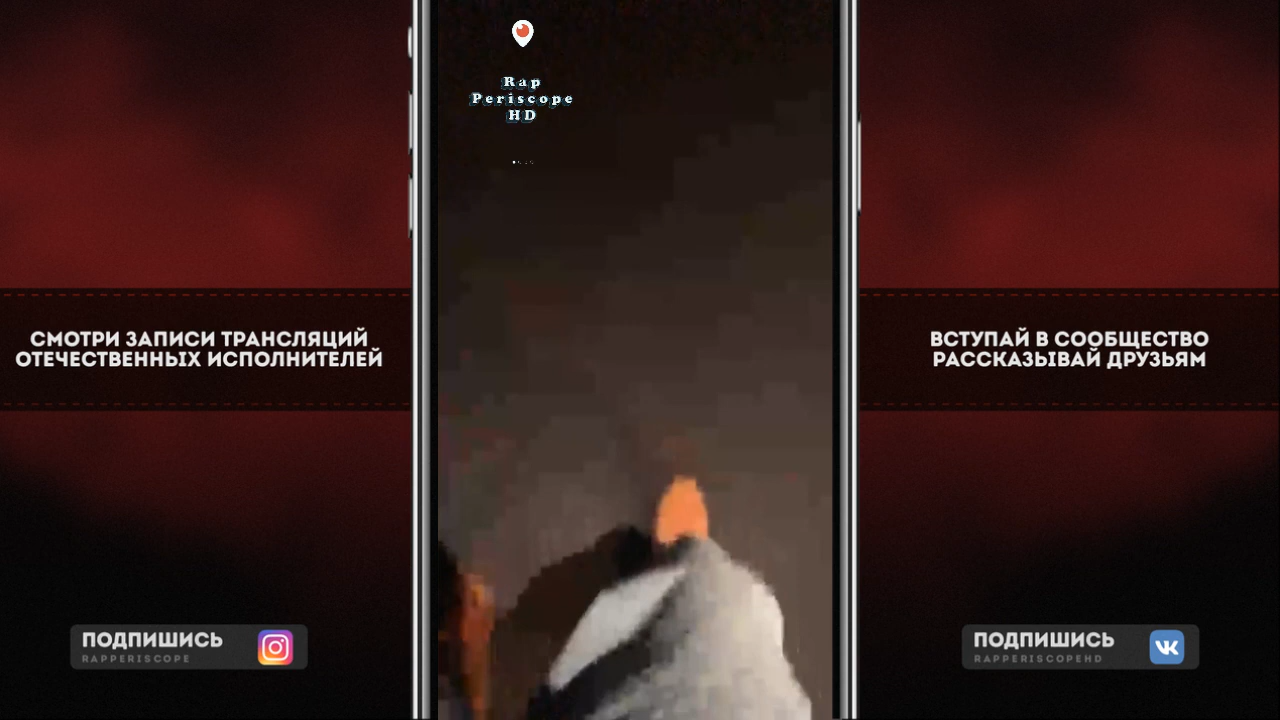 Rap
Periscope
HD
СМОТРИ ЗАПИСИ ТРАНСЛЯЦИЙ
ОТЕЧЕСТВЕННЫХ ИСПОЛНИТЕЛЕЙ
ВСТУПАЙ В СООБЩЕСТВО
РАССКАЗЫВАЙ ДРУЗЬЯМ
ПОДПИШИСЬ
RAPPERISCOPE
ПОДПИШИСЬ
RAPPERISCOPEHD